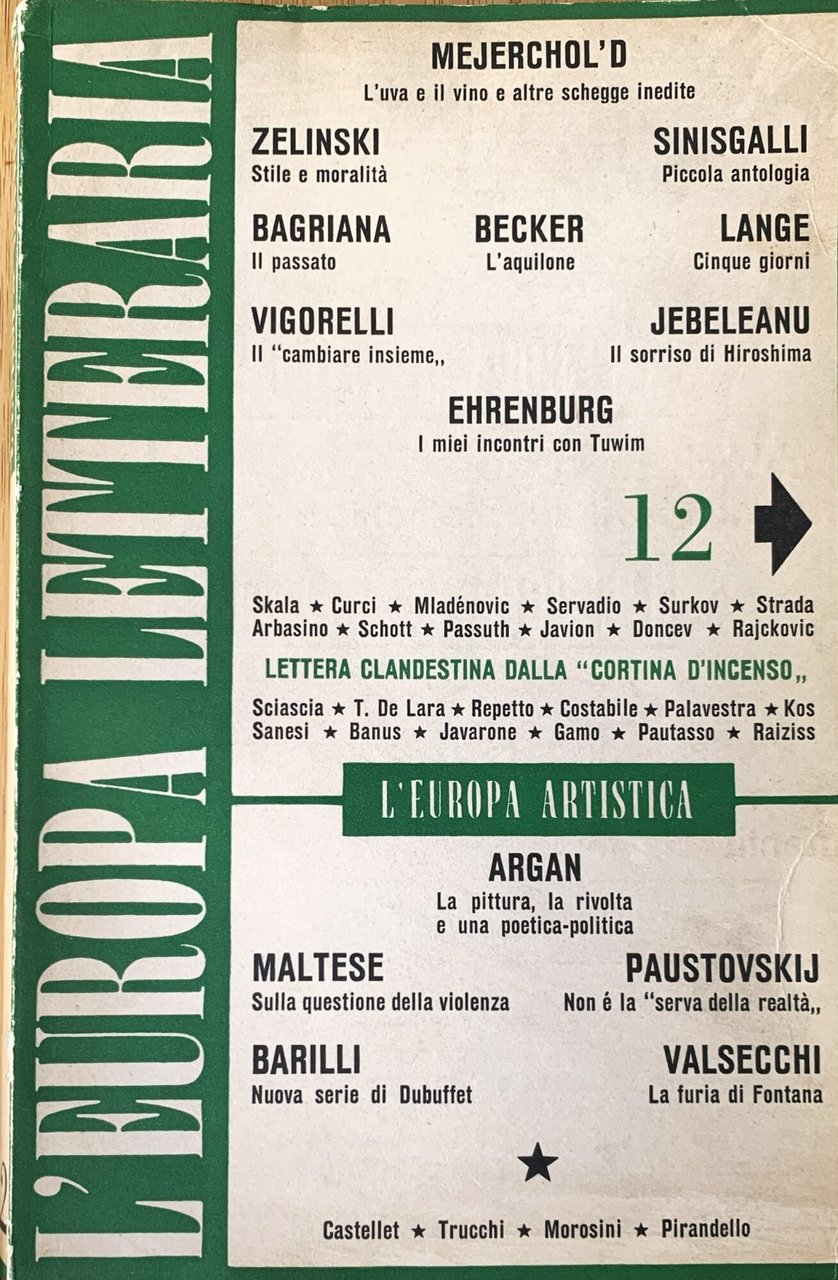 L'EUROPA LETTERARIA
MEJERCHOL'D
L'uva e il vino e altre schegge inedite
ZELINSKI SINISGALLI
Stile e moralità Piccola antologia
BAGRIANA BECKER LANGE
Il passato L'aquilone Cinque giorni
VIGORELLI JEBELEANU
Il “cambiare insieme„ Il sorriso di Hiroshima
EHRENBURG
I miei incontri con Tuwim
12
Skala ★ Curci ★ Mladénovic ★ Servadio ★ Surkov ★ Strada
Arbasino ★ Schott ★ Passuth ★ Javion ★ Doncev ★ Rajckovic
LETTERA CLANDESTINA DALLA “CORTINA D'INCENSO„
Sciascia ★ T. De Lara ★ Repetto ★ Costabile ★ Palavestra ★ Kos
Sanesi ★ Banus ★ Javarone ★ Gamo ★ Pautasso ★ Raiziss
L'EUROPA ARTISTICA
ARGAN
La pittura, la rivolta
e una poetica-politica
MALTESE PAUSTOVSKIJ
Sulla questione della violenza Non é la “serva della realtà„
BARILLI VALSECCHI
Nuova serie di Dubuffet La furia di Fontana
★
Castellet ★ Trucchi ★ Morosini ★ Pirandello